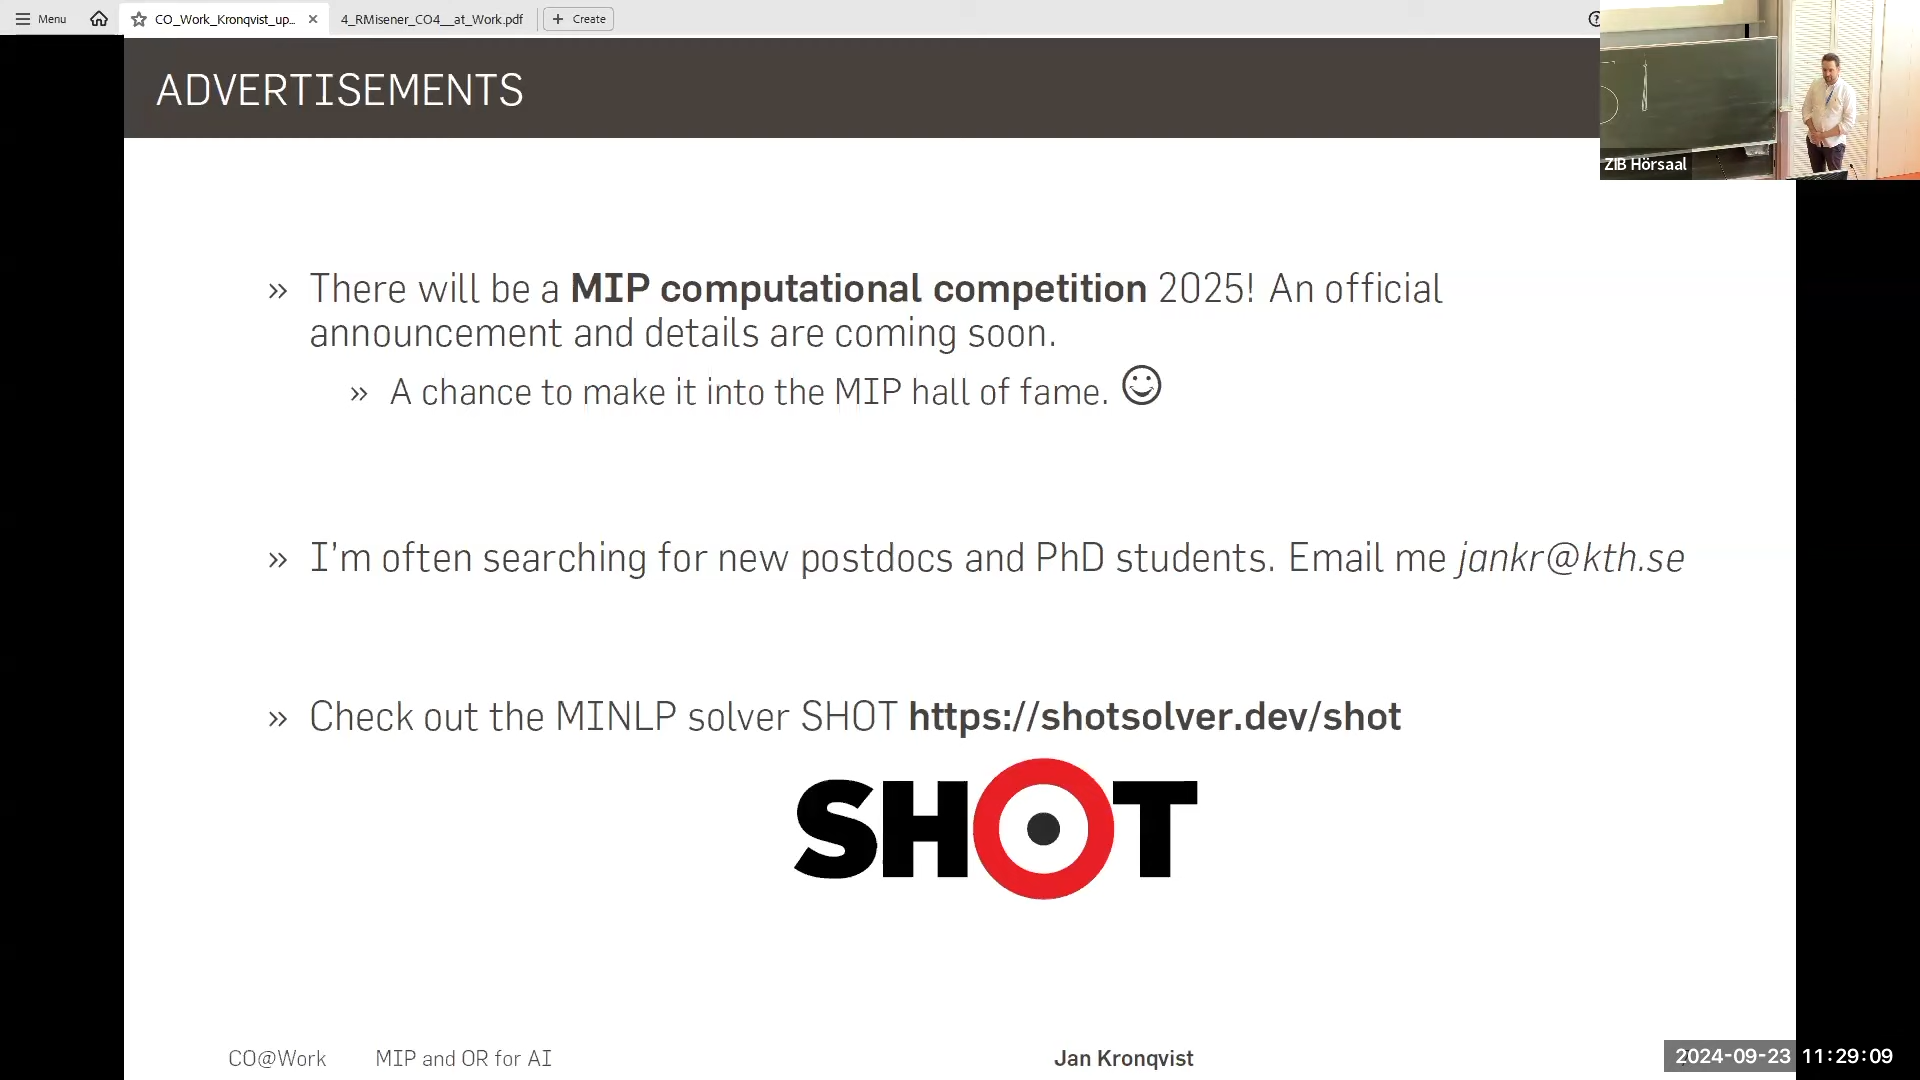 Menu
CO_Work_Kronqvist_up...
4_RMisener_CO4__at_Work.pdf
Create
ADVERTISEMENTS
ZIB Hörsaal
» There will be a MIP computational competition 2025! An official
announcement and details are coming soon.
» A chance to make it into the MIP hall of fame.
» I'm often searching for new postdocs and PhD students. Email me jankr@kth.se
» Check out the MINLP solver SHOT https://shotsolver.dev/shot
SHOT
CO@Work MIP and OR for AI Jan Kronqvist
2024-09-23 11:29:09